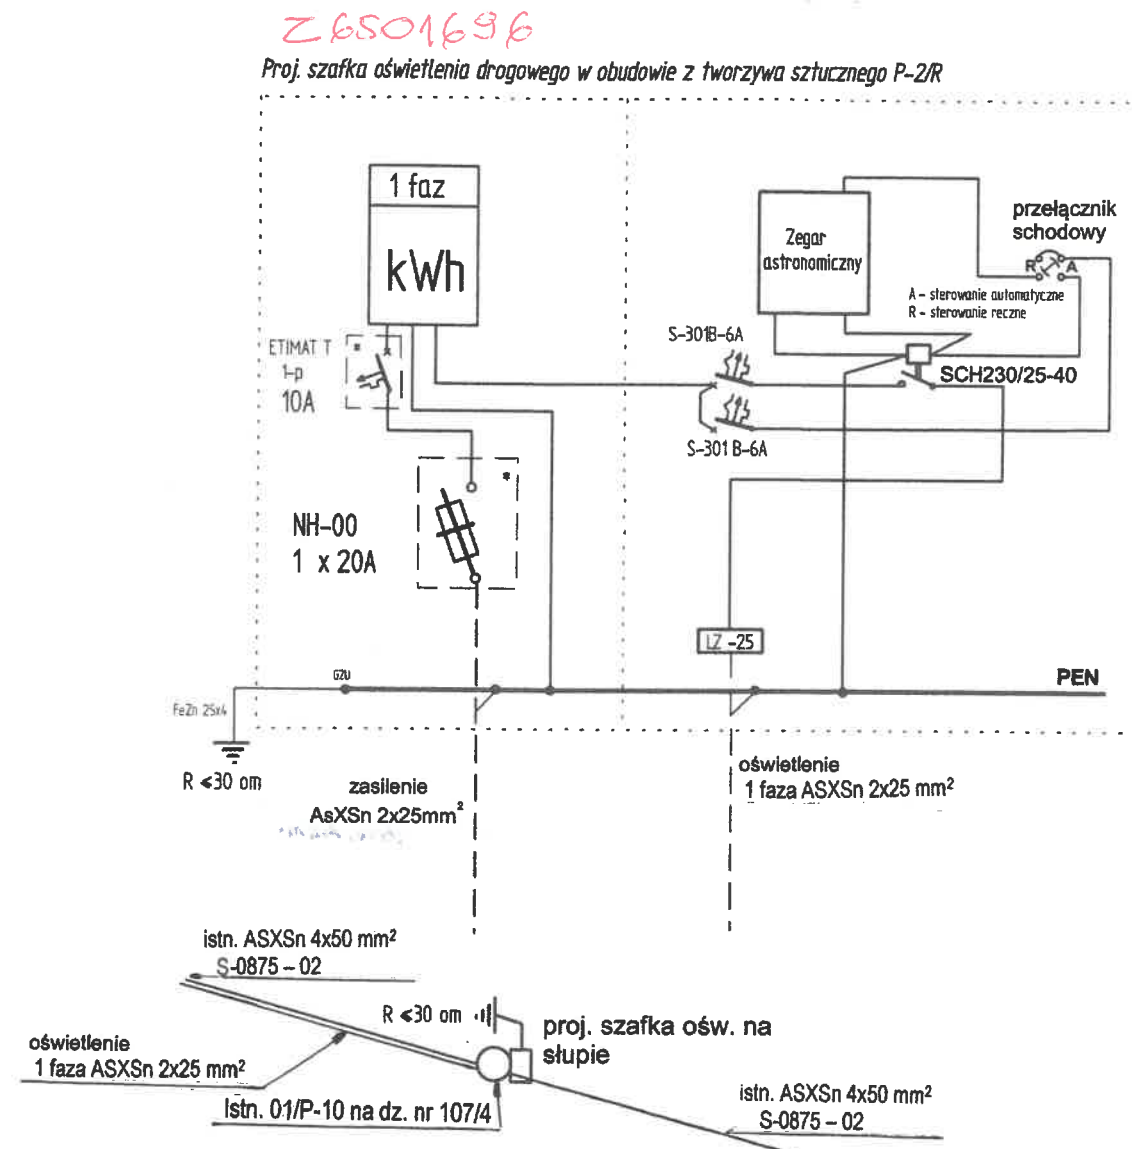 Z6501696
Proj. szafka oświetlenia drogowego w obudowie z tworzywa sztucznego P-2/R
1 faz
kWh
ETIMAT T
1-p
10A
*
NH-00
1 x 20A
*
Zegar
astronomiczny
przełącznik
schodowy
R A
A - sterowanie automatyczne
R - sterowanie ręczne
S-301B-6A
SCH230/25-40
S-301 B-6A
LZ -25
GZU
PEN
FeZn 25x4
R ≤30 om
zasilenie
AsXSn 2x25mm²
oświetlenie
1 faza ASXSn 2x25 mm²
istn. ASXSn 4x50 mm²
S-0875 – 02
R ≤30 om
proj. szafka ośw. na
słupie
oświetlenie
1 faza ASXSn 2x25 mm²
Istn. 01/P-10 na dz. nr 107/4
istn. ASXSn 4x50 mm²
S-0875 – 02